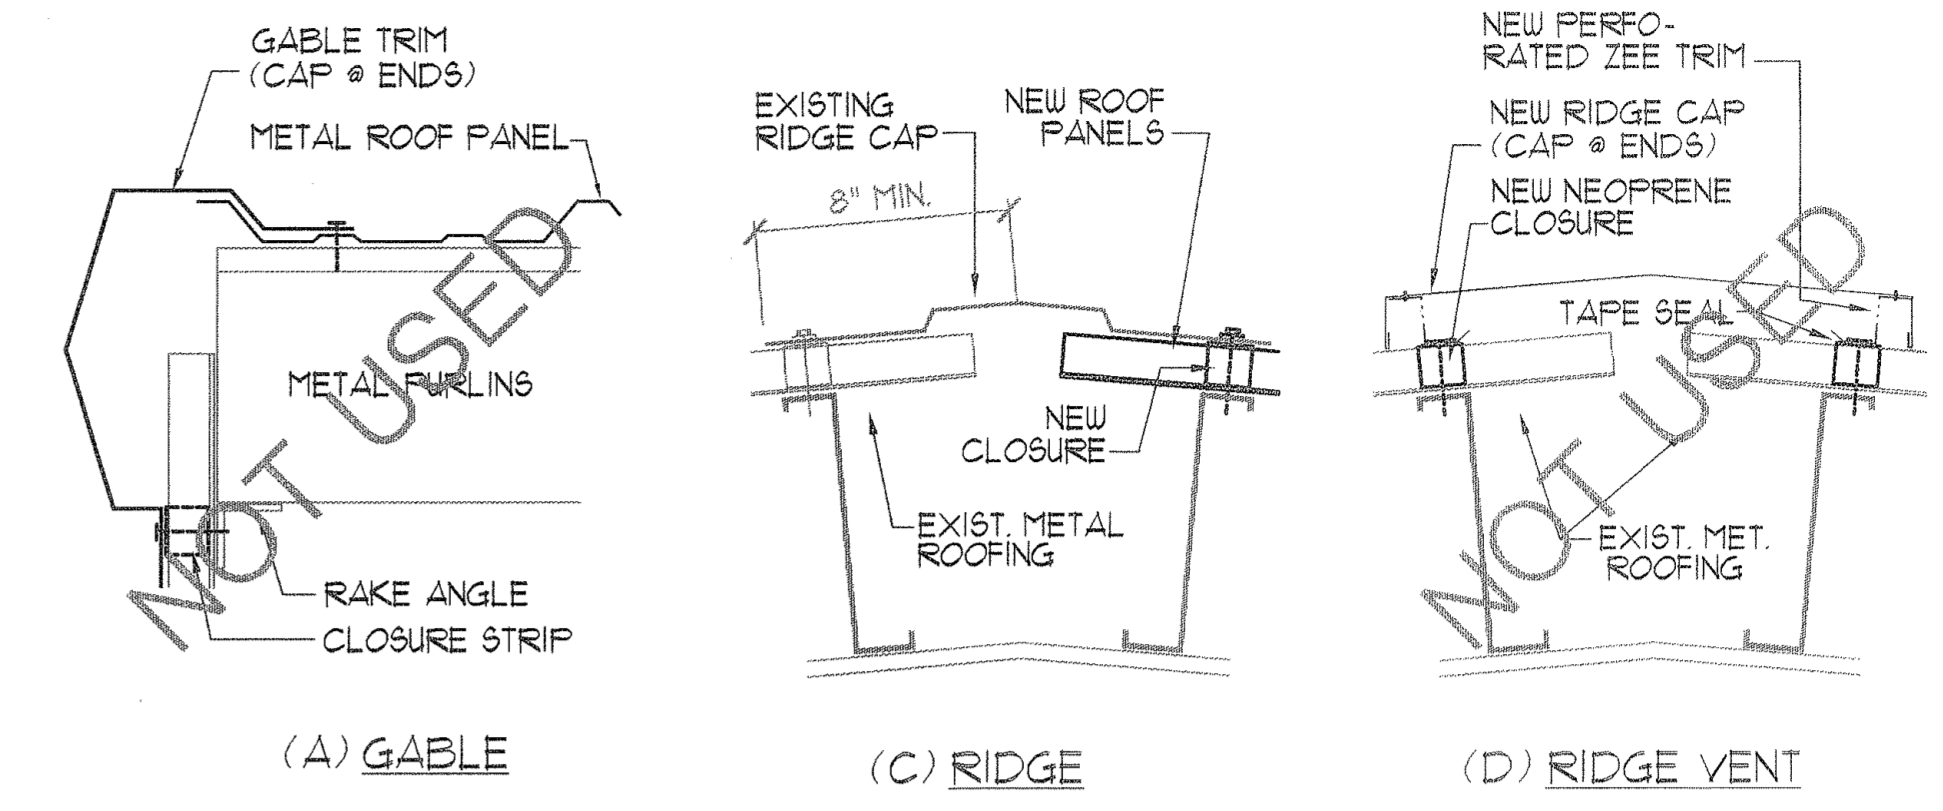 GABLE TRIM
(CAP @ ENDS)
METAL ROOF PANEL
METAL PURLINS
RAKE ANGLE
CLOSURE STRIP
NOT USED
(A) GABLE
EXISTING
RIDGE CAP
NEW ROOF
PANELS
8" MIN.
NEW
CLOSURE
EXIST. METAL
ROOFING
(C) RIDGE
NEW PERFO-
RATED ZEE TRIM
NEW RIDGE CAP
(CAP @ ENDS)
NEW NEOPRENE
CLOSURE
TAPE SEAL
EXIST. MET.
ROOFING
NOT USED
(D) RIDGE VENT